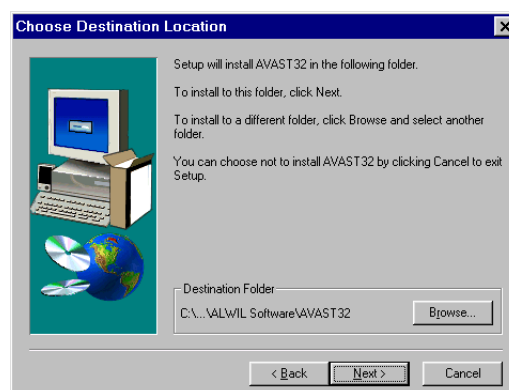 Choose Destination Location
Setup will install AVAST32 in the following folder.
To install to this folder, click Next.
To install to a different folder, click Browse and select another
folder.
You can choose not to install AVAST32 by clicking Cancel to exit
Setup.
Destination Folder
C:\...\ALWIL Software\AVAST32
Browse...
< Back
Next >
Cancel